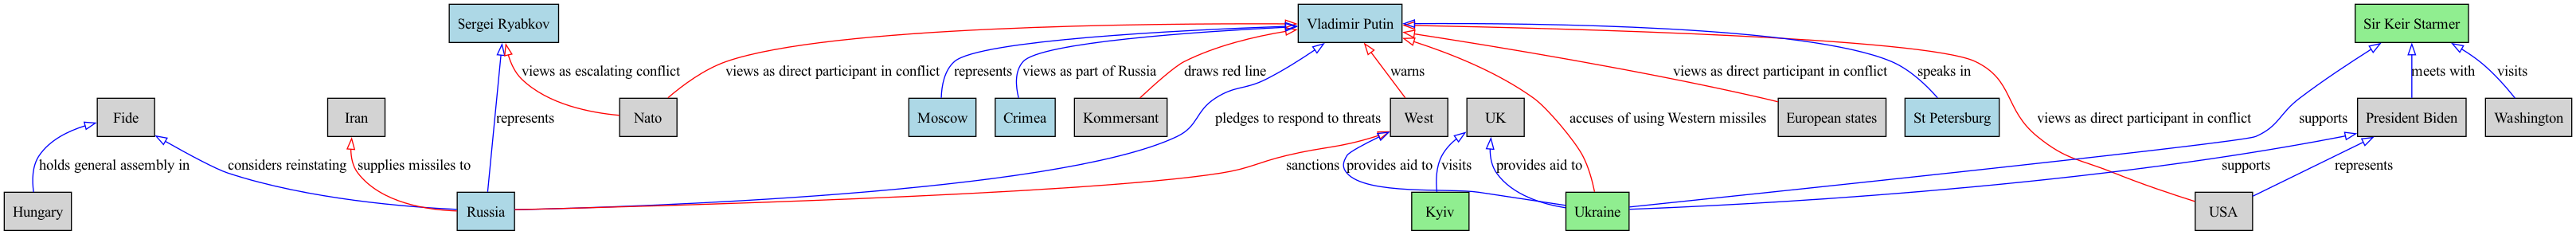 Sergei Ryabkov
Vladimir Putin
Sir Keir Starmer
views as escalating conflict
views as direct participant in conflict
represents
views as part of Russia
draws red line
warns
views as direct participant in conflict
speaks in
meets with
visits
Fide
Iran
represents
Nato
Moscow
Crimea
Kommersant
pledges to respond to threats
West
UK
accuses of using Western missiles
European states
St Petersburg
views as direct participant in conflict
supports
President Biden
Washington
holds general assembly in
considers reinstating
supplies missiles to
sanctions
provides aid to
visits
provides aid to
supports
represents
Hungary
Russia
Kyiv
Ukraine
USA